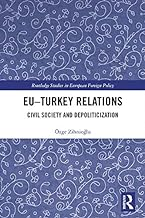 Routledge Studies in European Foreign Policy
EU–TURKEY RELATIONS
CIVIL SOCIETY AND DEPOLITICIZATION
Özge Zihnioğlu
R